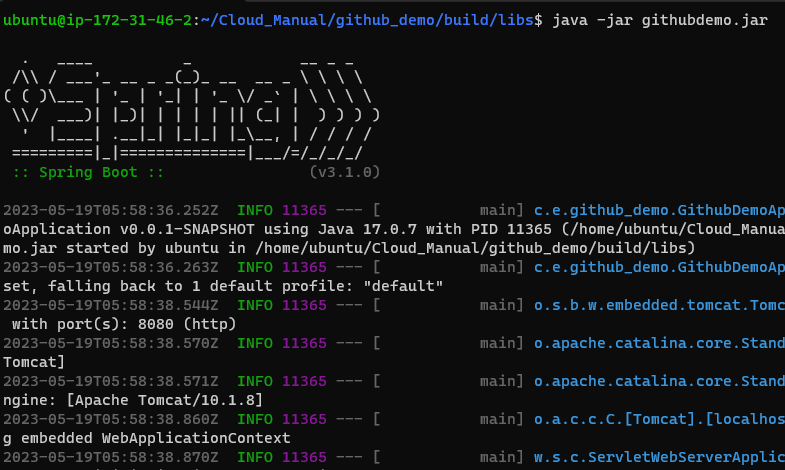 ubuntu@ip-172-31-46-2:~/Cloud_Manual/github_demo/build/libs$ java -jar githubdemo.jar
  .   ____          _            __ _ _
 /\\ / ___'_ __ _ _(_)_ __  __ _ \ \ \ \
( ( )\___ | '_ | '_| | '_ \/ _` | \ \ \ \
 \\/  ___)| |_)| | | | | || (_| |  ) ) ) )
  '  |____| .__|_| |_|_| |_\__, | / / / /
 =========|_|==============|___/=/_/_/_/
 :: Spring Boot ::                (v3.1.0)
2023-05-19T05:58:36.252Z  INFO 11365 --- [           main] c.e.github_demo.GithubDemoAp
oApplication v0.0.1-SNAPSHOT using Java 17.0.7 with PID 11365 (/home/ubuntu/Cloud_Manua
mo.jar started by ubuntu in /home/ubuntu/Cloud_Manual/github_demo/build/libs)
2023-05-19T05:58:36.263Z  INFO 11365 --- [           main] c.e.github_demo.GithubDemoAp
set, falling back to 1 default profile: "default"
2023-05-19T05:58:38.544Z  INFO 11365 --- [           main] o.s.b.w.embedded.tomcat.Tomc
 with port(s): 8080 (http)
2023-05-19T05:58:38.570Z  INFO 11365 --- [           main] o.apache.catalina.core.Stand
Tomcat]
2023-05-19T05:58:38.571Z  INFO 11365 --- [           main] o.apache.catalina.core.Stand
ngine: [Apache Tomcat/10.1.8]
2023-05-19T05:58:38.860Z  INFO 11365 --- [           main] o.a.c.c.C.[Tomcat].[localhos
g embedded WebApplicationContext
2023-05-19T05:58:38.870Z  INFO 11365 --- [           main] w.s.c.ServletWebServerApplic